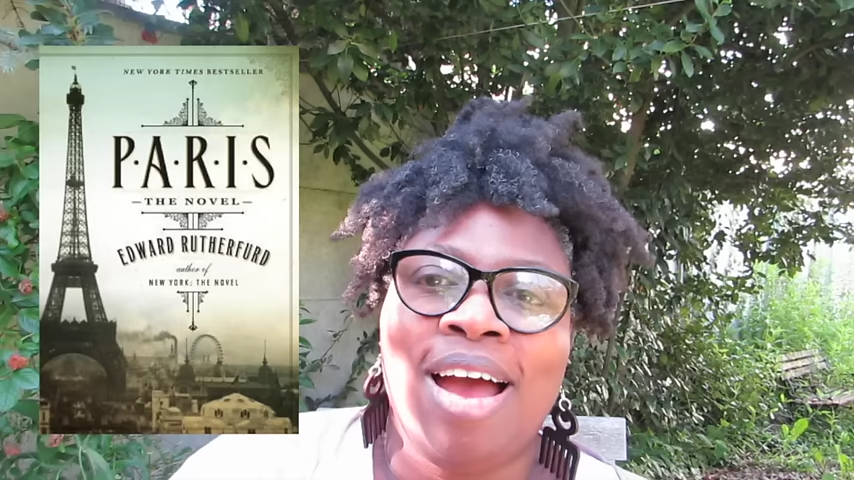 NEW YORK TIMES BESTSELLER
P·A·R·I·S
—THE NOVEL—
EDWARD RUTHERFURD
author of
NEW YORK: THE NOVEL